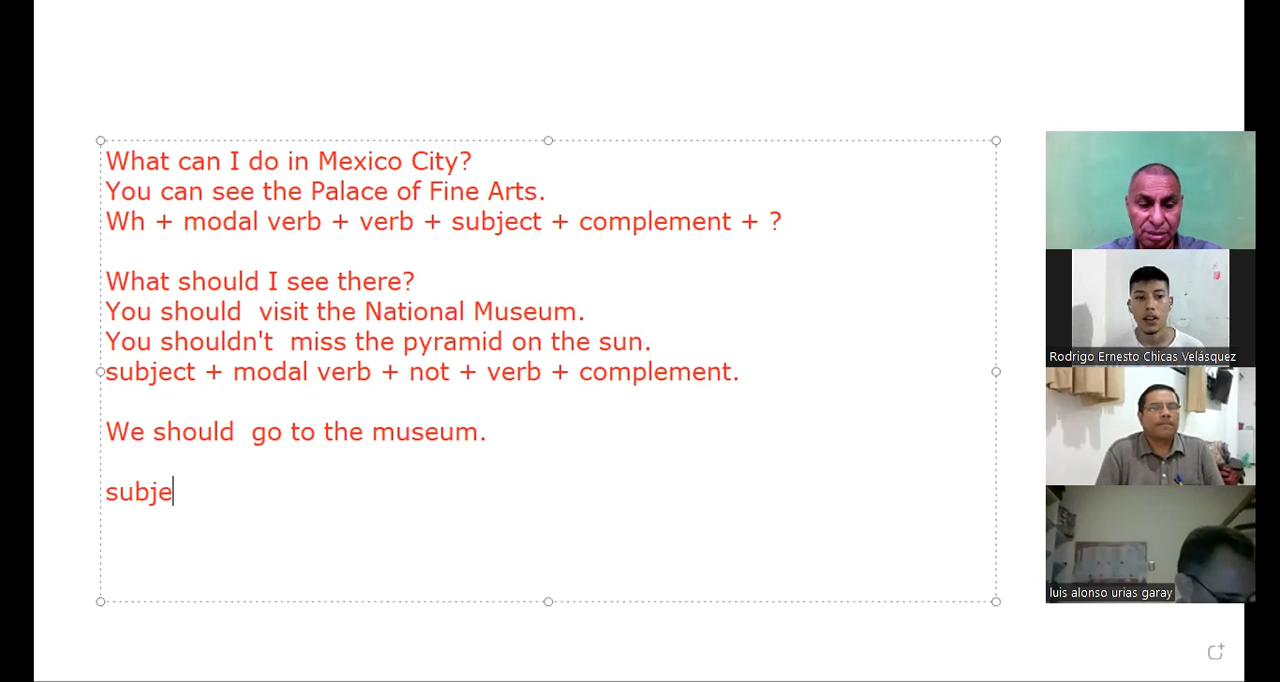 What can I do in Mexico City?
You can see the Palace of Fine Arts.
Wh + modal verb + verb + subject + complement + ?
What should I see there?
You should  visit the National Museum.
You shouldn't  miss the pyramid on the sun.
subject + modal verb + not + verb + complement.
We should  go to the museum.
subje
Rodrigo Ernesto Chicas Velásquez
luis alonso urias garay